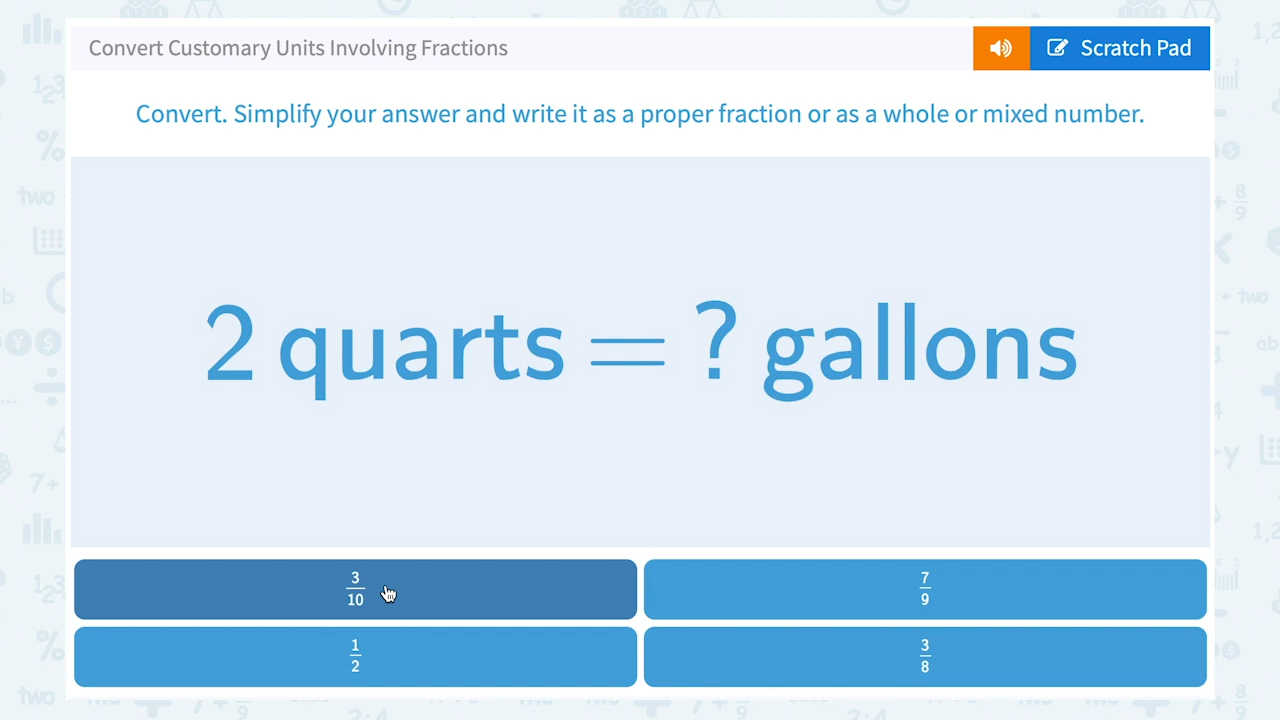 Convert Customary Units Involving Fractions
Scratch Pad
Convert. Simplify your answer and write it as a proper fraction or as a whole or mixed number.
2 quarts = ? gallons
3/10
7/9
1/2
3/8